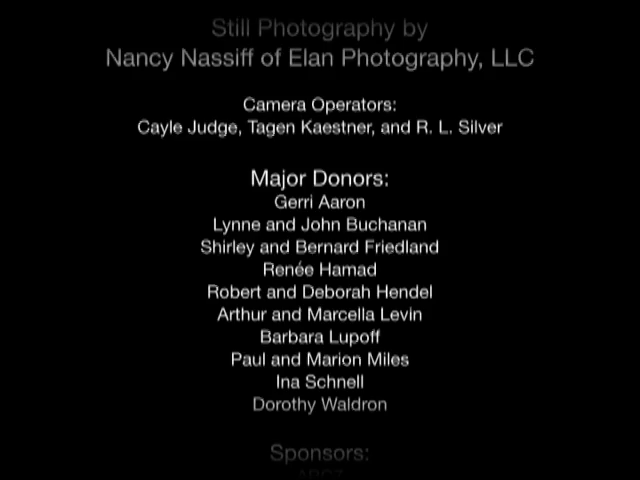 Still Photography by
Nancy Nassiff of Elan Photography, LLC
Camera Operators:
Cayle Judge, Tagen Kaestner, and R. L. Silver
Major Donors:
Gerri Aaron
Lynne and John Buchanan
Shirley and Bernard Friedland
Renée Hamad
Robert and Deborah Hendel
Arthur and Marcella Levin
Barbara Lupoff
Paul and Marion Miles
Ina Schnell
Dorothy Waldron
Sponsors: